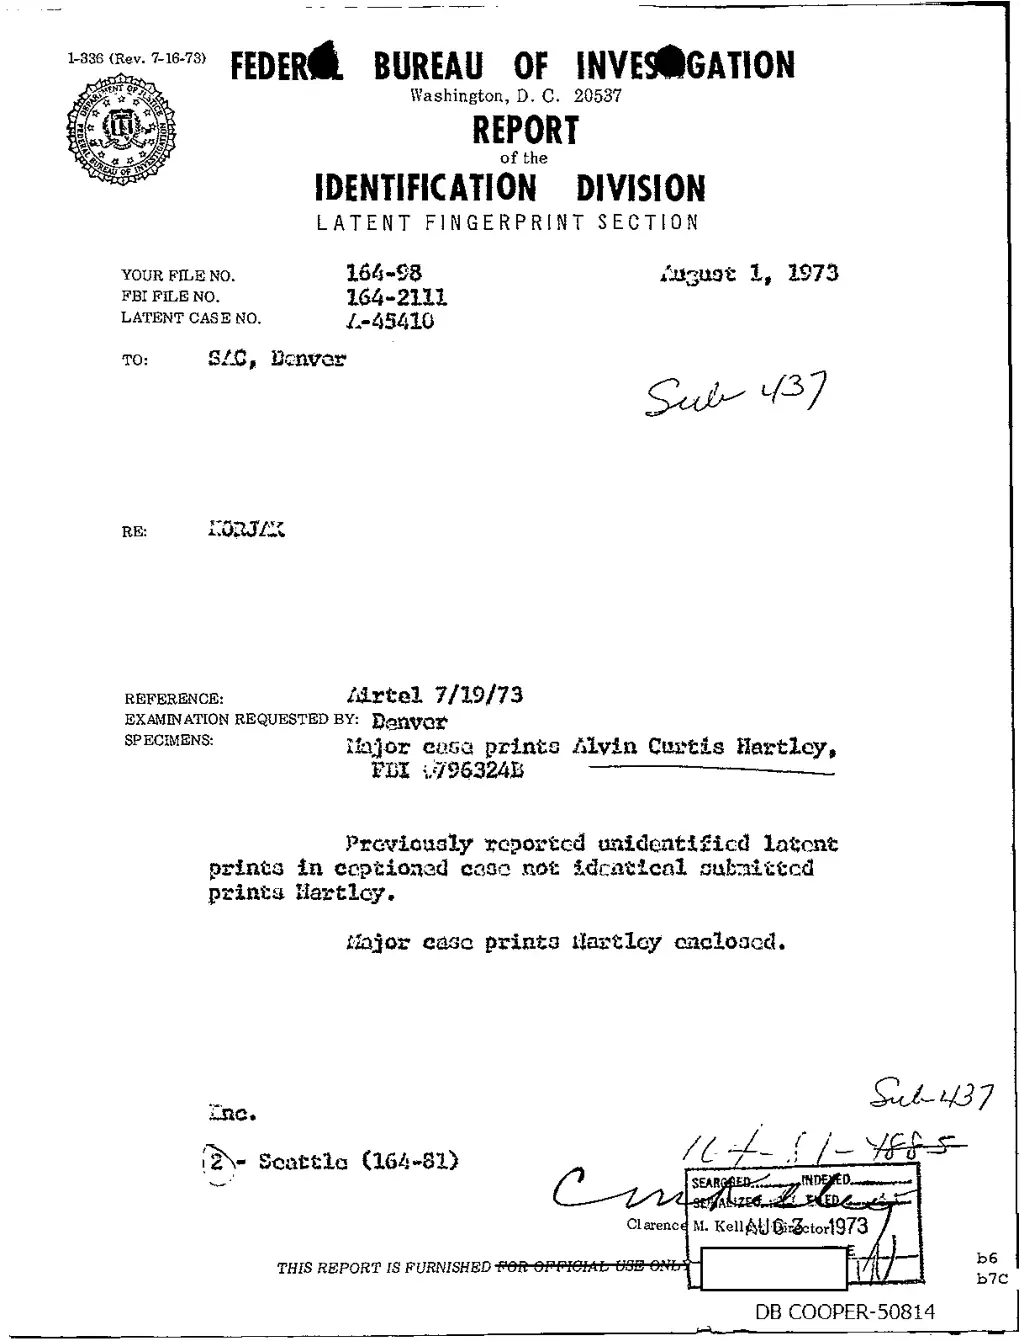 1-336 (Rev. 7-16-73)
FEDERAL BUREAU OF INVESTIGATION
Washington, D. C. 20537
REPORT
of the
IDENTIFICATION DIVISION
LATENT FINGERPRINT SECTION
YOUR FILE NO. 164-98 August 1, 1973
FBI FILE NO. 164-2111
LATENT CASE NO. A-45410
TO: SAC, Denver
Sub 437
RE: NORJAK
REFERENCE: Airtel 7/19/73
EXAMINATION REQUESTED BY: Denver
SPECIMENS: Major case prints Alvin Curtis Hartley,
FBI #796324B
Previously reported unidentified latent
prints in captioned case not identical submitted
prints Hartley.
Major case prints Hartley enclosed.
Sub 437
Enc.
164-81-4885
2 - Seattle (164-81)
SEARCHED INDEXED
SERIALIZED FILED
Clarence M. Kelley, Director
AUG 3 1973
THIS REPORT IS FURNISHED FOR OFFICIAL USE ONLY
b6
b7C
DB COOPER-50814